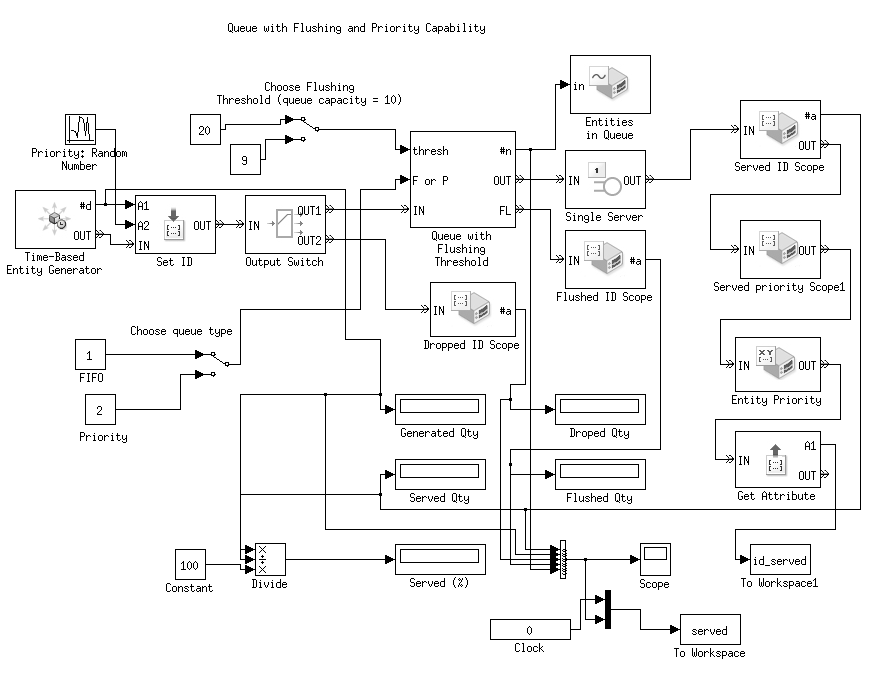 Queue with Flushing and Priority Capability
Choose Flushing
Threshold (queue capacity = 10)
20
9
Priority: Random
Number
in
Entities
in Queue
thresh
F or P
IN
#n
OUT
FL
Queue with
Flushing
Threshold
IN
1
OUT
Single Server
IN
#a
OUT
Served ID Scope
#d
OUT
Time-Based
Entity Generator
A1
A2
IN
OUT
Set ID
IN
OUT1
OUT2
Output Switch
IN
#a
Flushed ID Scope
IN
OUT
Served priority Scope1
IN
#a
Dropped ID Scope
Choose queue type
1
FIFO
2
Priority
IN
X Y
OUT
Entity Priority
Generated Qty
Droped Qty
IN
A1
OUT
Get Attribute
Served Qty
Flushed Qty
100
Constant
×
÷
×
Divide
Served (%)
Scope
id_served
To Workspace1
0
Clock
served
To Workspace